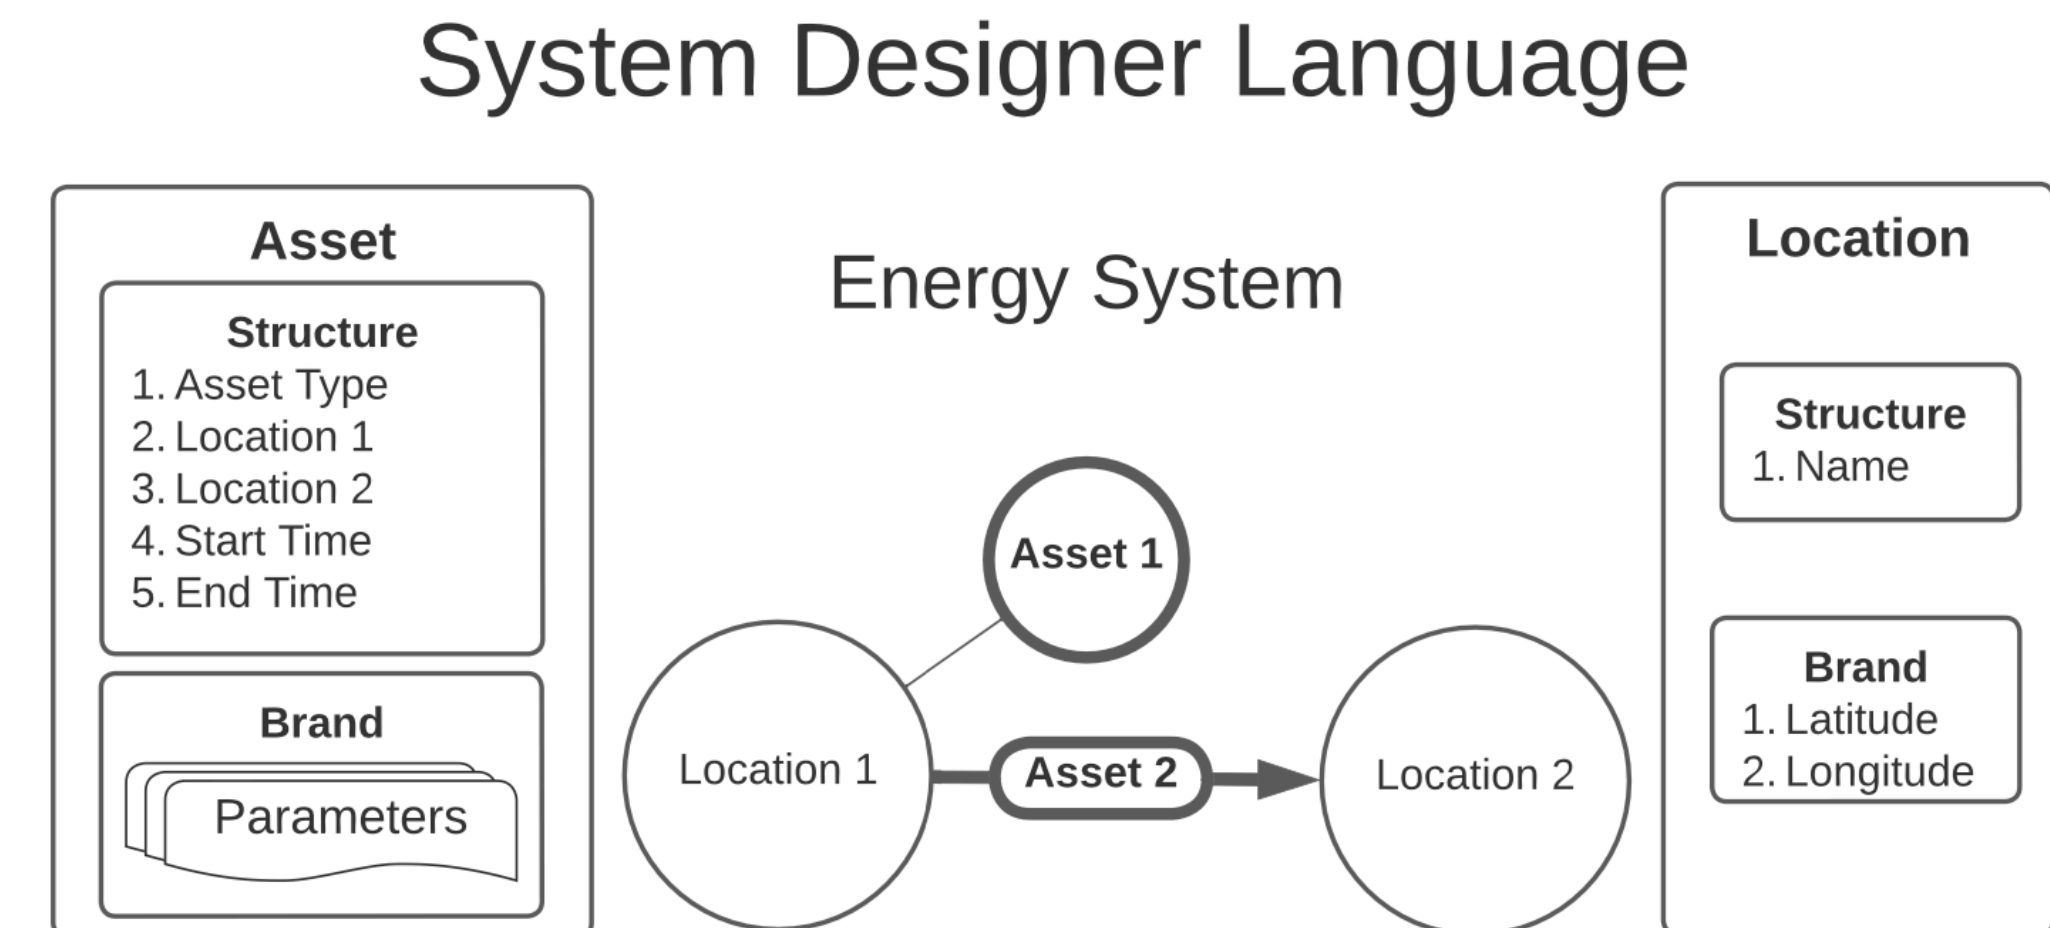 System Designer Language
Asset
Structure
1. Asset Type
2. Location 1
3. Location 2
4. Start Time
5. End Time
Brand
Parameters
Energy System
Asset 1
Location 1
Asset 2
Location 2
Location
Structure
1. Name
Brand
1. Latitude
2. Longitude